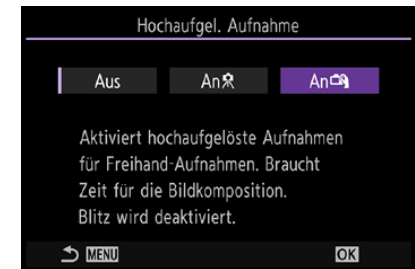 Hochaufgel. Aufnahme
Aus An An
Aktiviert hochaufgelöste Aufnahmen
für Freihand-Aufnahmen. Braucht
Zeit für die Bildkomposition.
Blitz wird deaktiviert.
MENU OK